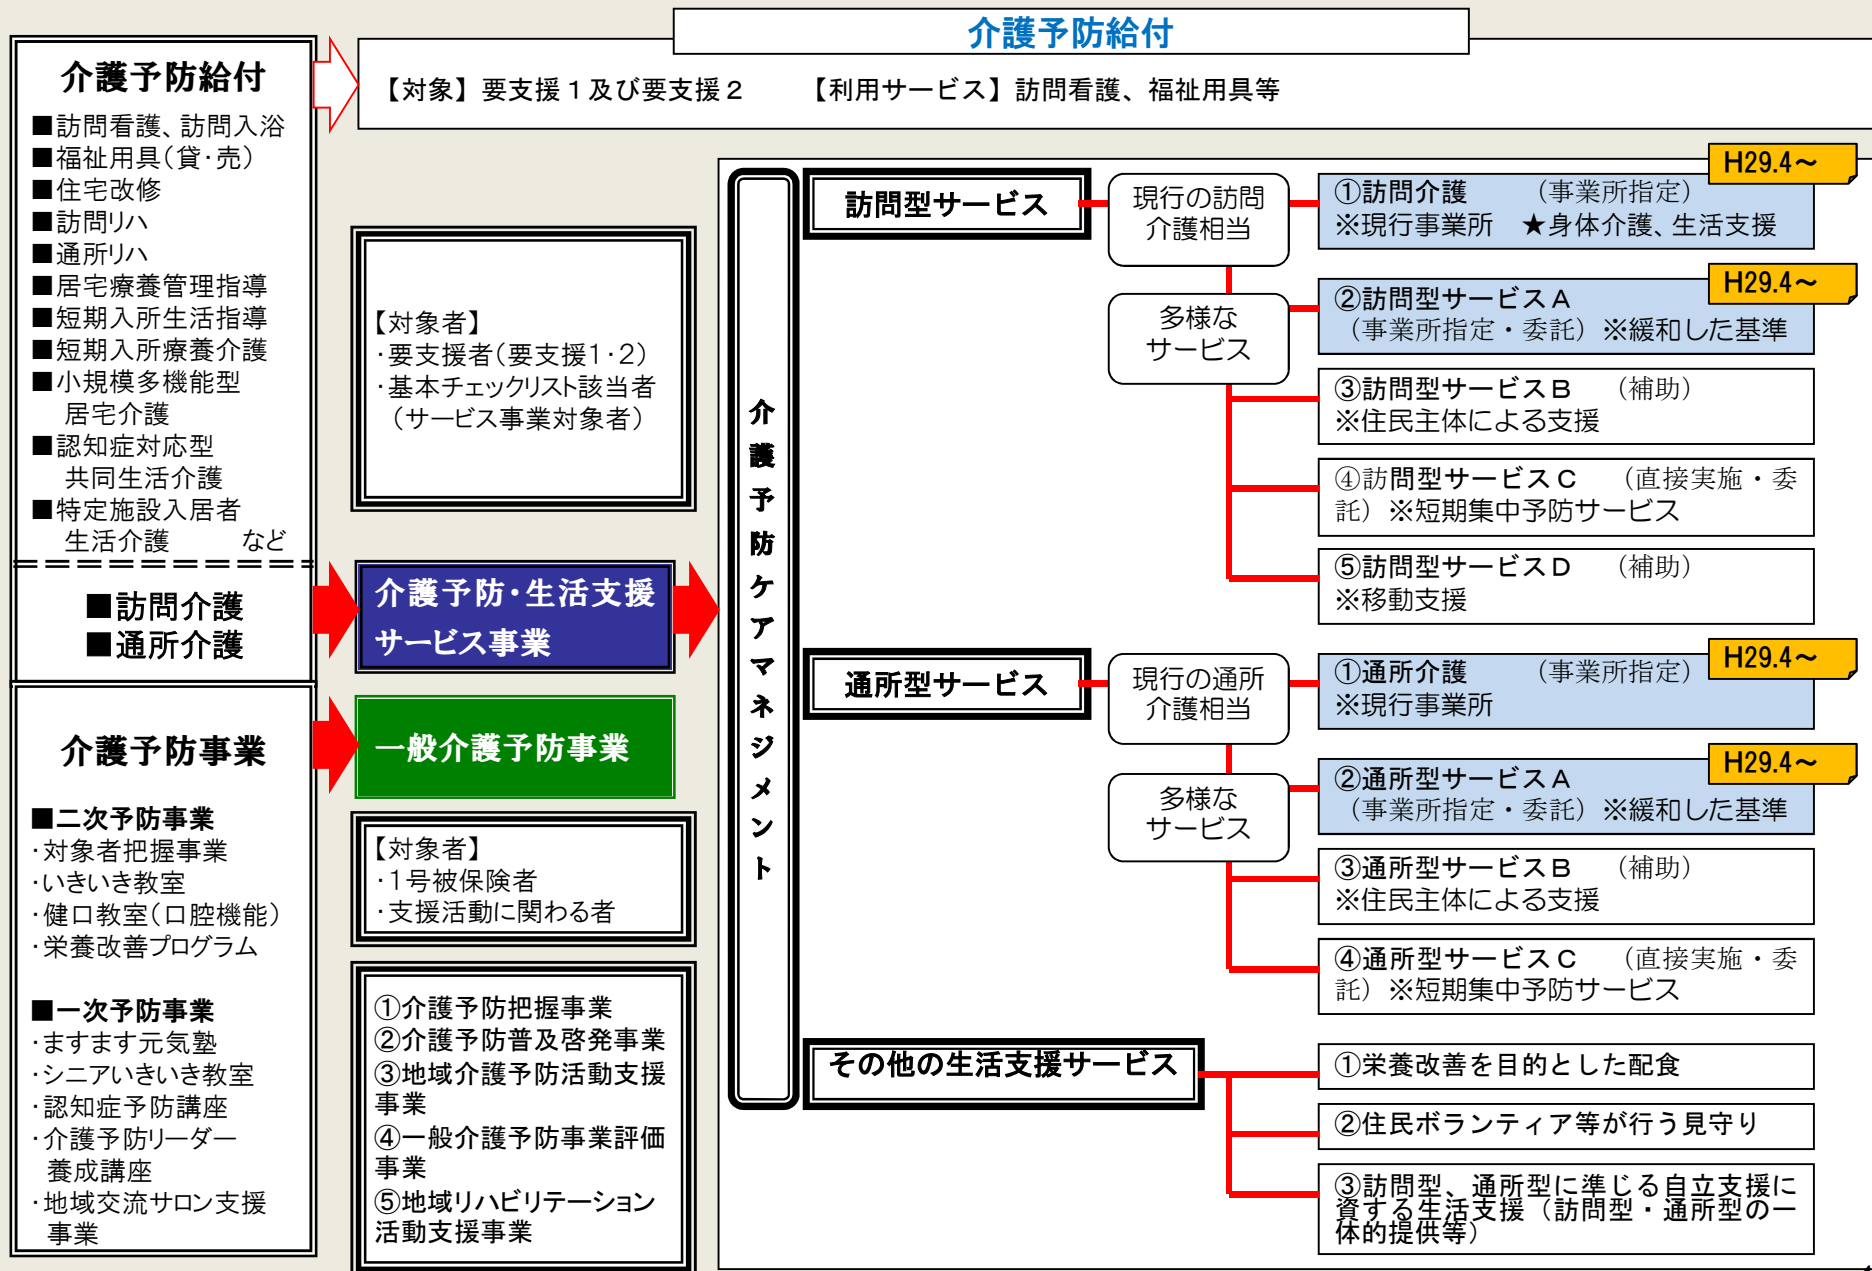 介護予防給付
介護予防給付
■訪問看護、訪問入浴
■福祉用具(貸・売)
■住宅改修
■訪問リハ
■通所リハ
■居宅療養管理指導
■短期入所生活指導
■短期入所療養介護
■小規模多機能型
居宅介護
■認知症対応型
共同生活介護
■特定施設入居者
生活介護　　など
■訪問介護
■通所介護
介護予防事業
■二次予防事業
・対象者把握事業
・いきいき教室
・健口教室(口腔機能)
・栄養改善プログラム
■一次予防事業
・ますます元気塾
・シニアいきいき教室
・認知症予防講座
・介護予防リーダー
養成講座
・地域交流サロン支援
事業
【対象】要支援１及び要支援２　　【利用サービス】訪問看護、福祉用具等
【対象者】
・要支援者(要支援1・2)
・基本チェックリスト該当者
（サービス事業対象者）
介護予防・生活支援
サービス事業
一般介護予防事業
【対象者】
・1号被保険者
・支援活動に関わる者
①介護予防把握事業
②介護予防普及啓発事業
③地域介護予防活動支援
事業
④一般介護予防事業評価
事業
⑤地域リハビリテーション
活動支援事業
介護予防ケアマネジメント
訪問型サービス
現行の訪問
介護相当
多様な
サービス
H29.4～
①訪問介護　　（事業所指定）
※現行事業所　★身体介護、生活支援
H29.4～
②訪問型サービスＡ
（事業所指定・委託）※緩和した基準
③訪問型サービスＢ　（補助）
※住民主体による支援
④訪問型サービスＣ　（直接実施・委
託）※短期集中予防サービス
⑤訪問型サービスＤ　（補助）
※移動支援
通所型サービス
現行の通所
介護相当
多様な
サービス
H29.4～
①通所介護　　（事業所指定）
※現行事業所
H29.4～
②通所型サービスＡ
（事業所指定・委託）※緩和した基準
③通所型サービスＢ　（補助）
※住民主体による支援
④通所型サービスＣ　（直接実施・委
託）※短期集中予防サービス
その他の生活支援サービス
①栄養改善を目的とした配食
②住民ボランティア等が行う見守り
③訪問型、通所型に準じる自立支援に
資する生活支援（訪問型・通所型の一
体的提供等）